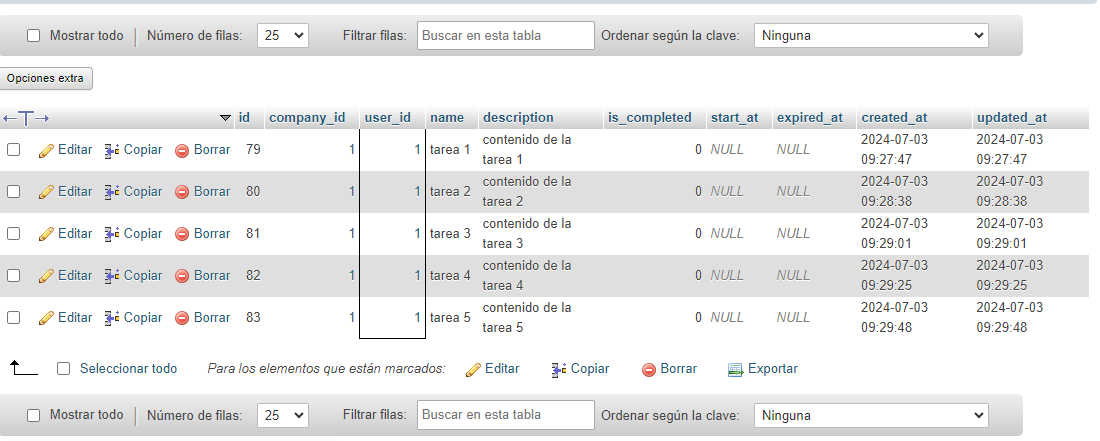 Mostrar todo Número de filas: 25 Filtrar filas: Buscar en esta tabla Ordenar según la clave: Ninguna
Opciones extra
id company_id user_id name description is_completed start_at expired_at created_at updated_at
Editar Copiar Borrar 79 1 1 tarea 1 contenido de la 0 NULL NULL 2024-07-03 2024-07-03
tarea 1 09:27:47 09:27:47
Editar Copiar Borrar 80 1 1 tarea 2 contenido de la 0 NULL NULL 2024-07-03 2024-07-03
tarea 2 09:28:38 09:28:38
Editar Copiar Borrar 81 1 1 tarea 3 contenido de la 0 NULL NULL 2024-07-03 2024-07-03
tarea 3 09:29:01 09:29:01
Editar Copiar Borrar 82 1 1 tarea 4 contenido de la 0 NULL NULL 2024-07-03 2024-07-03
tarea 4 09:29:25 09:29:25
Editar Copiar Borrar 83 1 1 tarea 5 contenido de la 0 NULL NULL 2024-07-03 2024-07-03
tarea 5 09:29:48 09:29:48
Seleccionar todo Para los elementos que están marcados: Editar Copiar Borrar Exportar
Mostrar todo Número de filas: 25 Filtrar filas: Buscar en esta tabla Ordenar según la clave: Ninguna